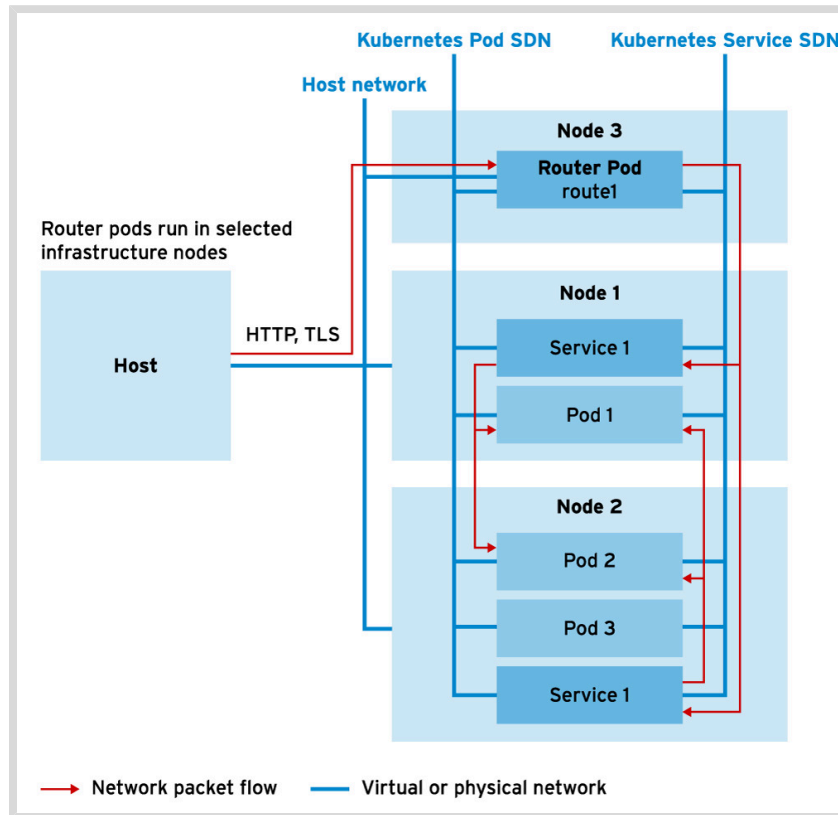 Kubernetes Pod SDN
Kubernetes Service SDN
Host network
Node 3
Router Pod
route1
Router pods run in selected
infrastructure nodes
Node 1
HTTP, TLS
Host
Service 1
Pod 1
Node 2
Pod 2
Pod 3
Service 1
Network packet flow
Virtual or physical network